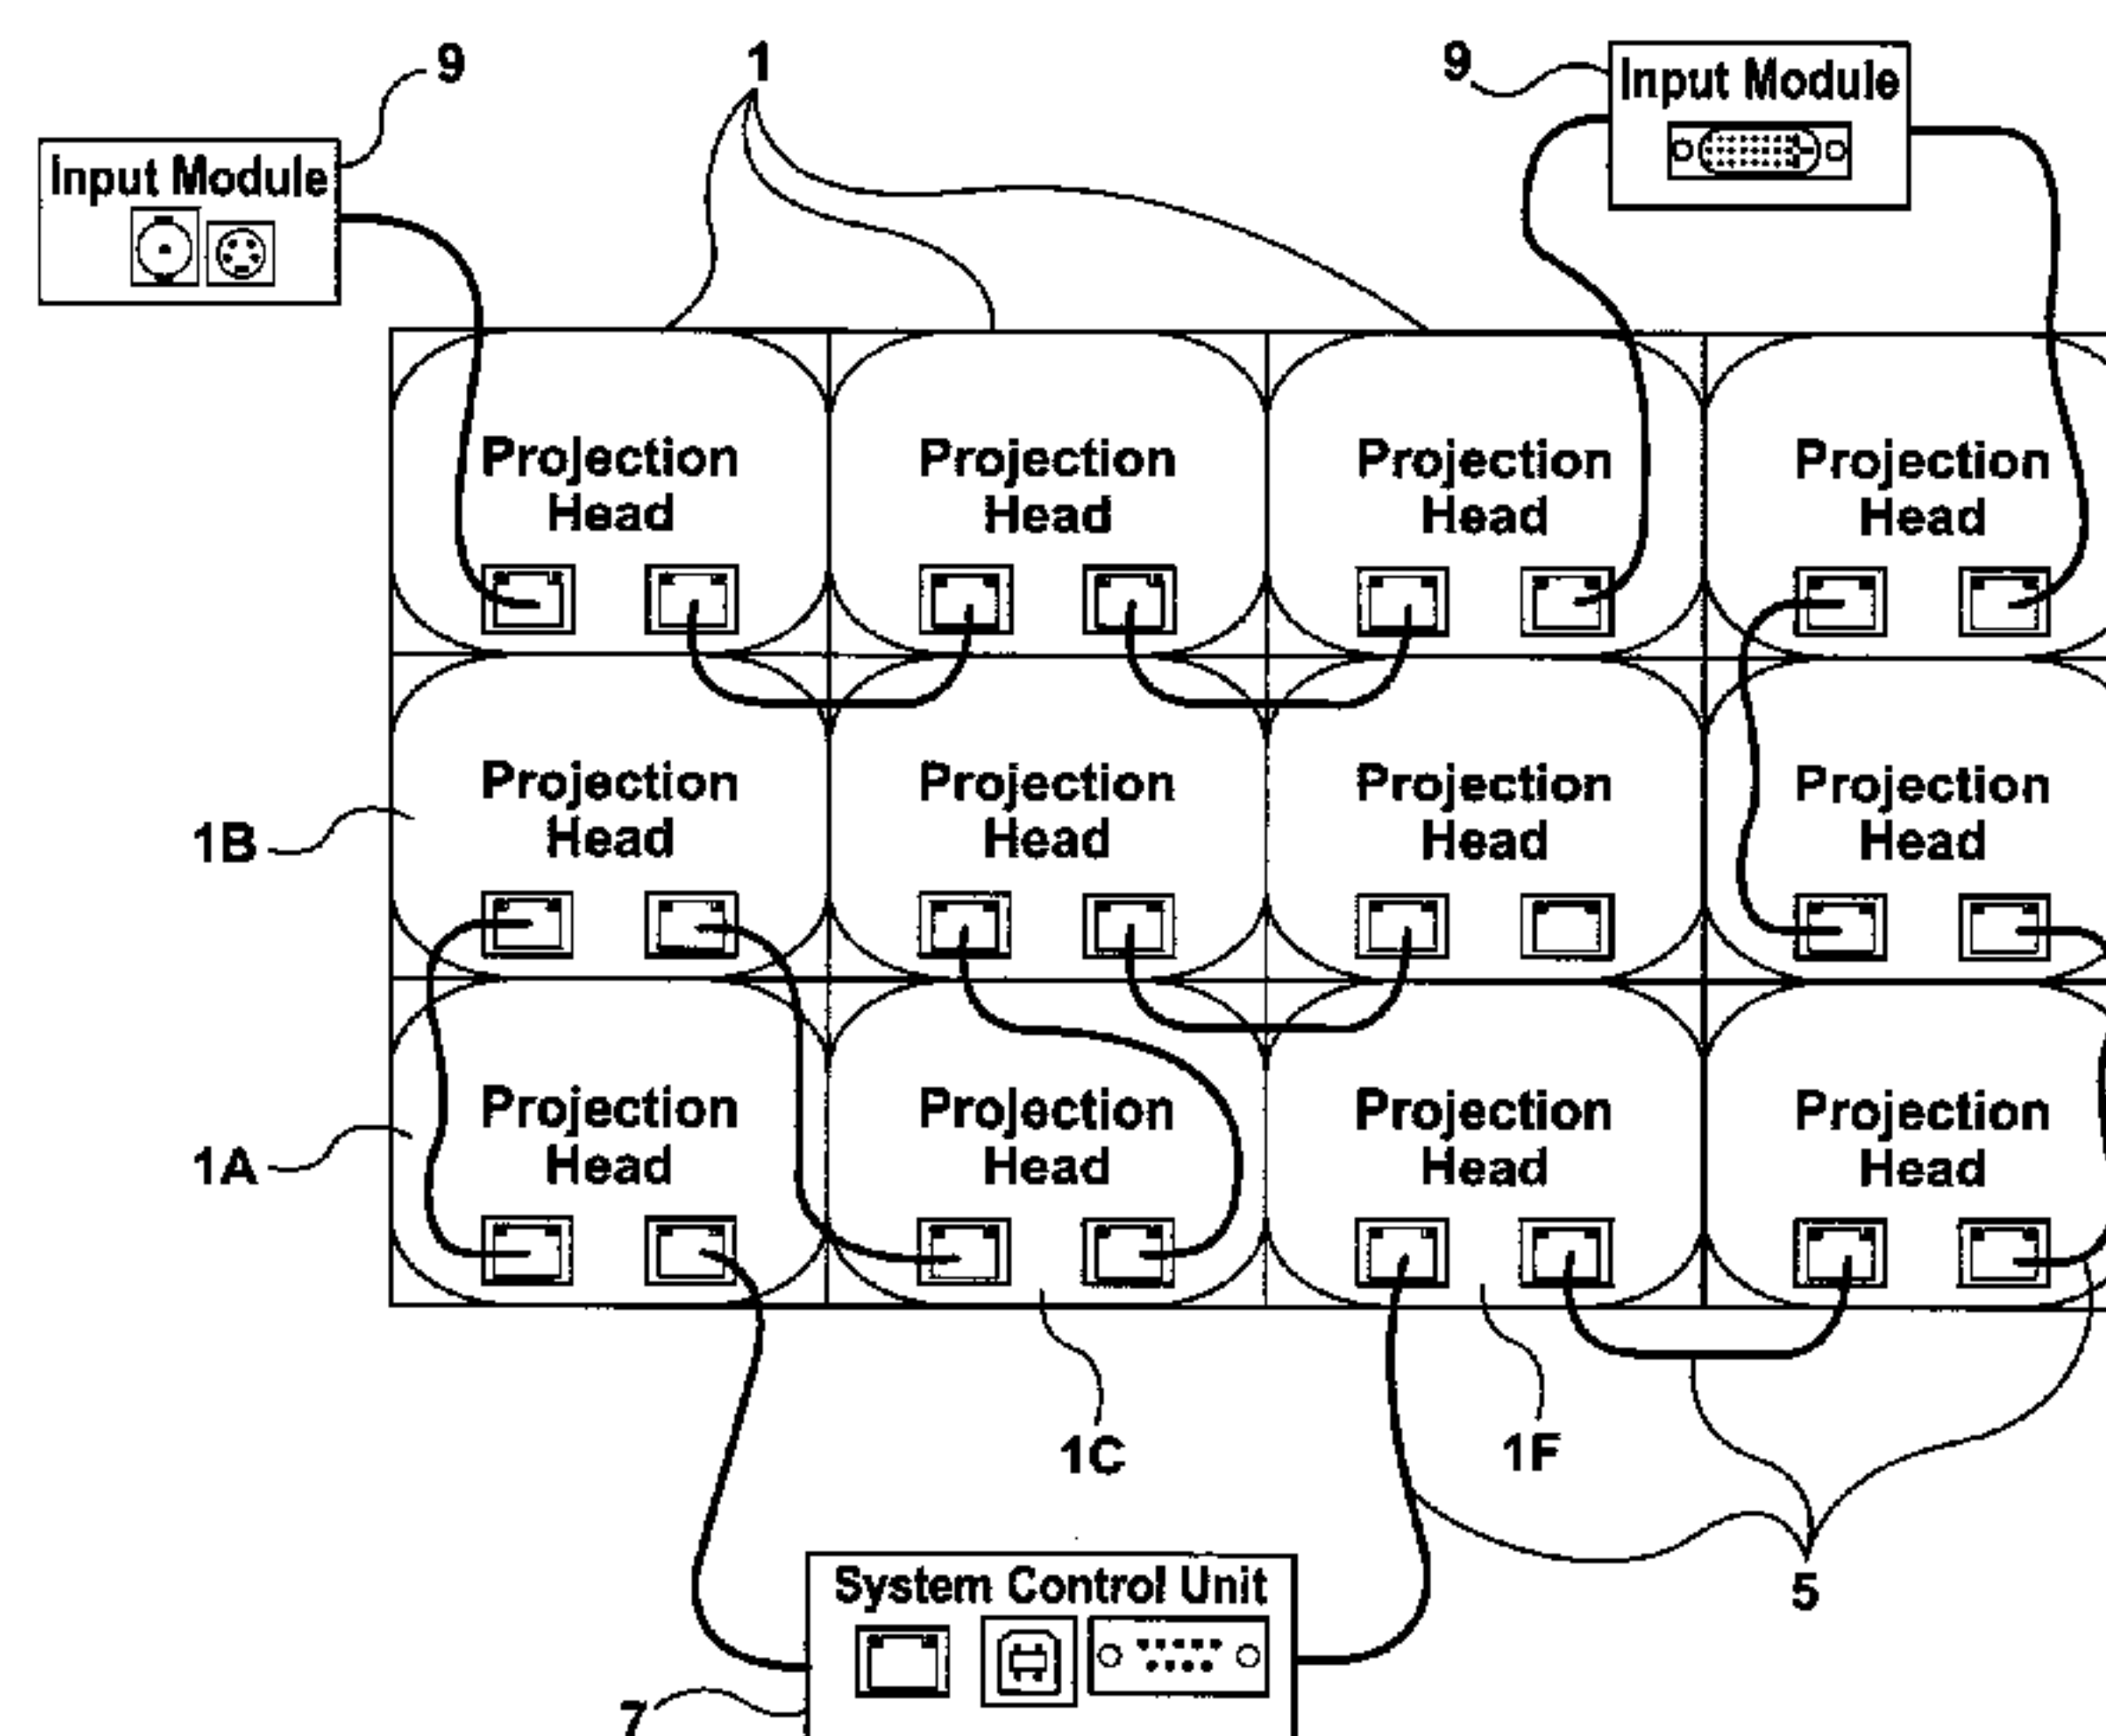 9
1
9
Input Module
Input Module
Projection Head
Projection Head
Projection Head
Projection Head
1B
Projection Head
Projection Head
Projection Head
Projection Head
1A
Projection Head
Projection Head
Projection Head
Projection Head
1C
1F
5
System Control Unit
7